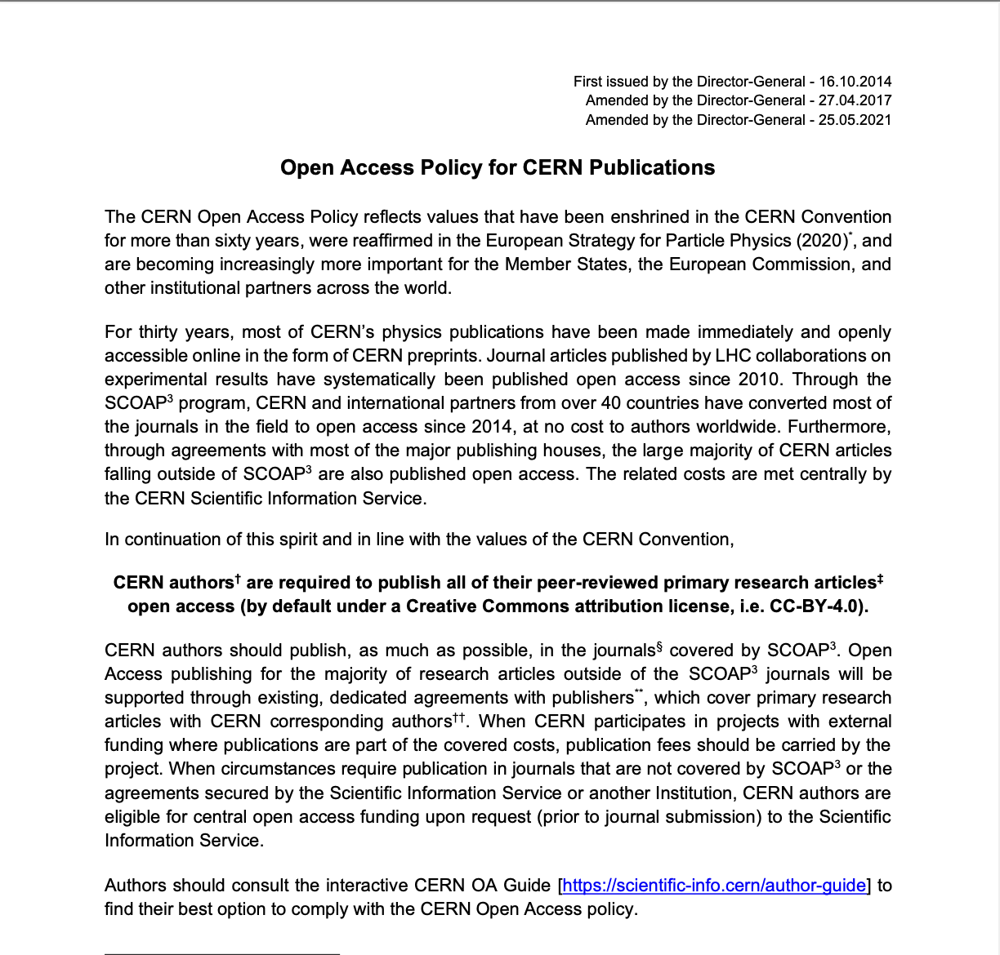 First issued by the Director-General - 16.10.2014
Amended by the Director-General - 27.04.2017
Amended by the Director-General - 25.05.2021
Open Access Policy for CERN Publications
The CERN Open Access Policy reflects values that have been enshrined in the CERN Convention
for more than sixty years, were reaffirmed in the European Strategy for Particle Physics (2020)*, and
are becoming increasingly more important for the Member States, the European Commission, and
other institutional partners across the world.
For thirty years, most of CERN’s physics publications have been made immediately and openly
accessible online in the form of CERN preprints. Journal articles published by LHC collaborations on
experimental results have systematically been published open access since 2010. Through the
SCOAP³ program, CERN and international partners from over 40 countries have converted most of
the journals in the field to open access since 2014, at no cost to authors worldwide. Furthermore,
through agreements with most of the major publishing houses, the large majority of CERN articles
falling outside of SCOAP³ are also published open access. The related costs are met centrally by
the CERN Scientific Information Service.
In continuation of this spirit and in line with the values of the CERN Convention,
CERN authors† are required to publish all of their peer-reviewed primary research articles‡
open access (by default under a Creative Commons attribution license, i.e. CC-BY-4.0).
CERN authors should publish, as much as possible, in the journals§ covered by SCOAP³. Open
Access publishing for the majority of research articles outside of the SCOAP³ journals will be
supported through existing, dedicated agreements with publishers**, which cover primary research
articles with CERN corresponding authors††. When CERN participates in projects with external
funding where publications are part of the covered costs, publication fees should be carried by the
project. When circumstances require publication in journals that are not covered by SCOAP³ or the
agreements secured by the Scientific Information Service or another Institution, CERN authors are
eligible for central open access funding upon request (prior to journal submission) to the Scientific
Information Service.
Authors should consult the interactive CERN OA Guide [https://scientific-info.cern/author-guide] to
find their best option to comply with the CERN Open Access policy.